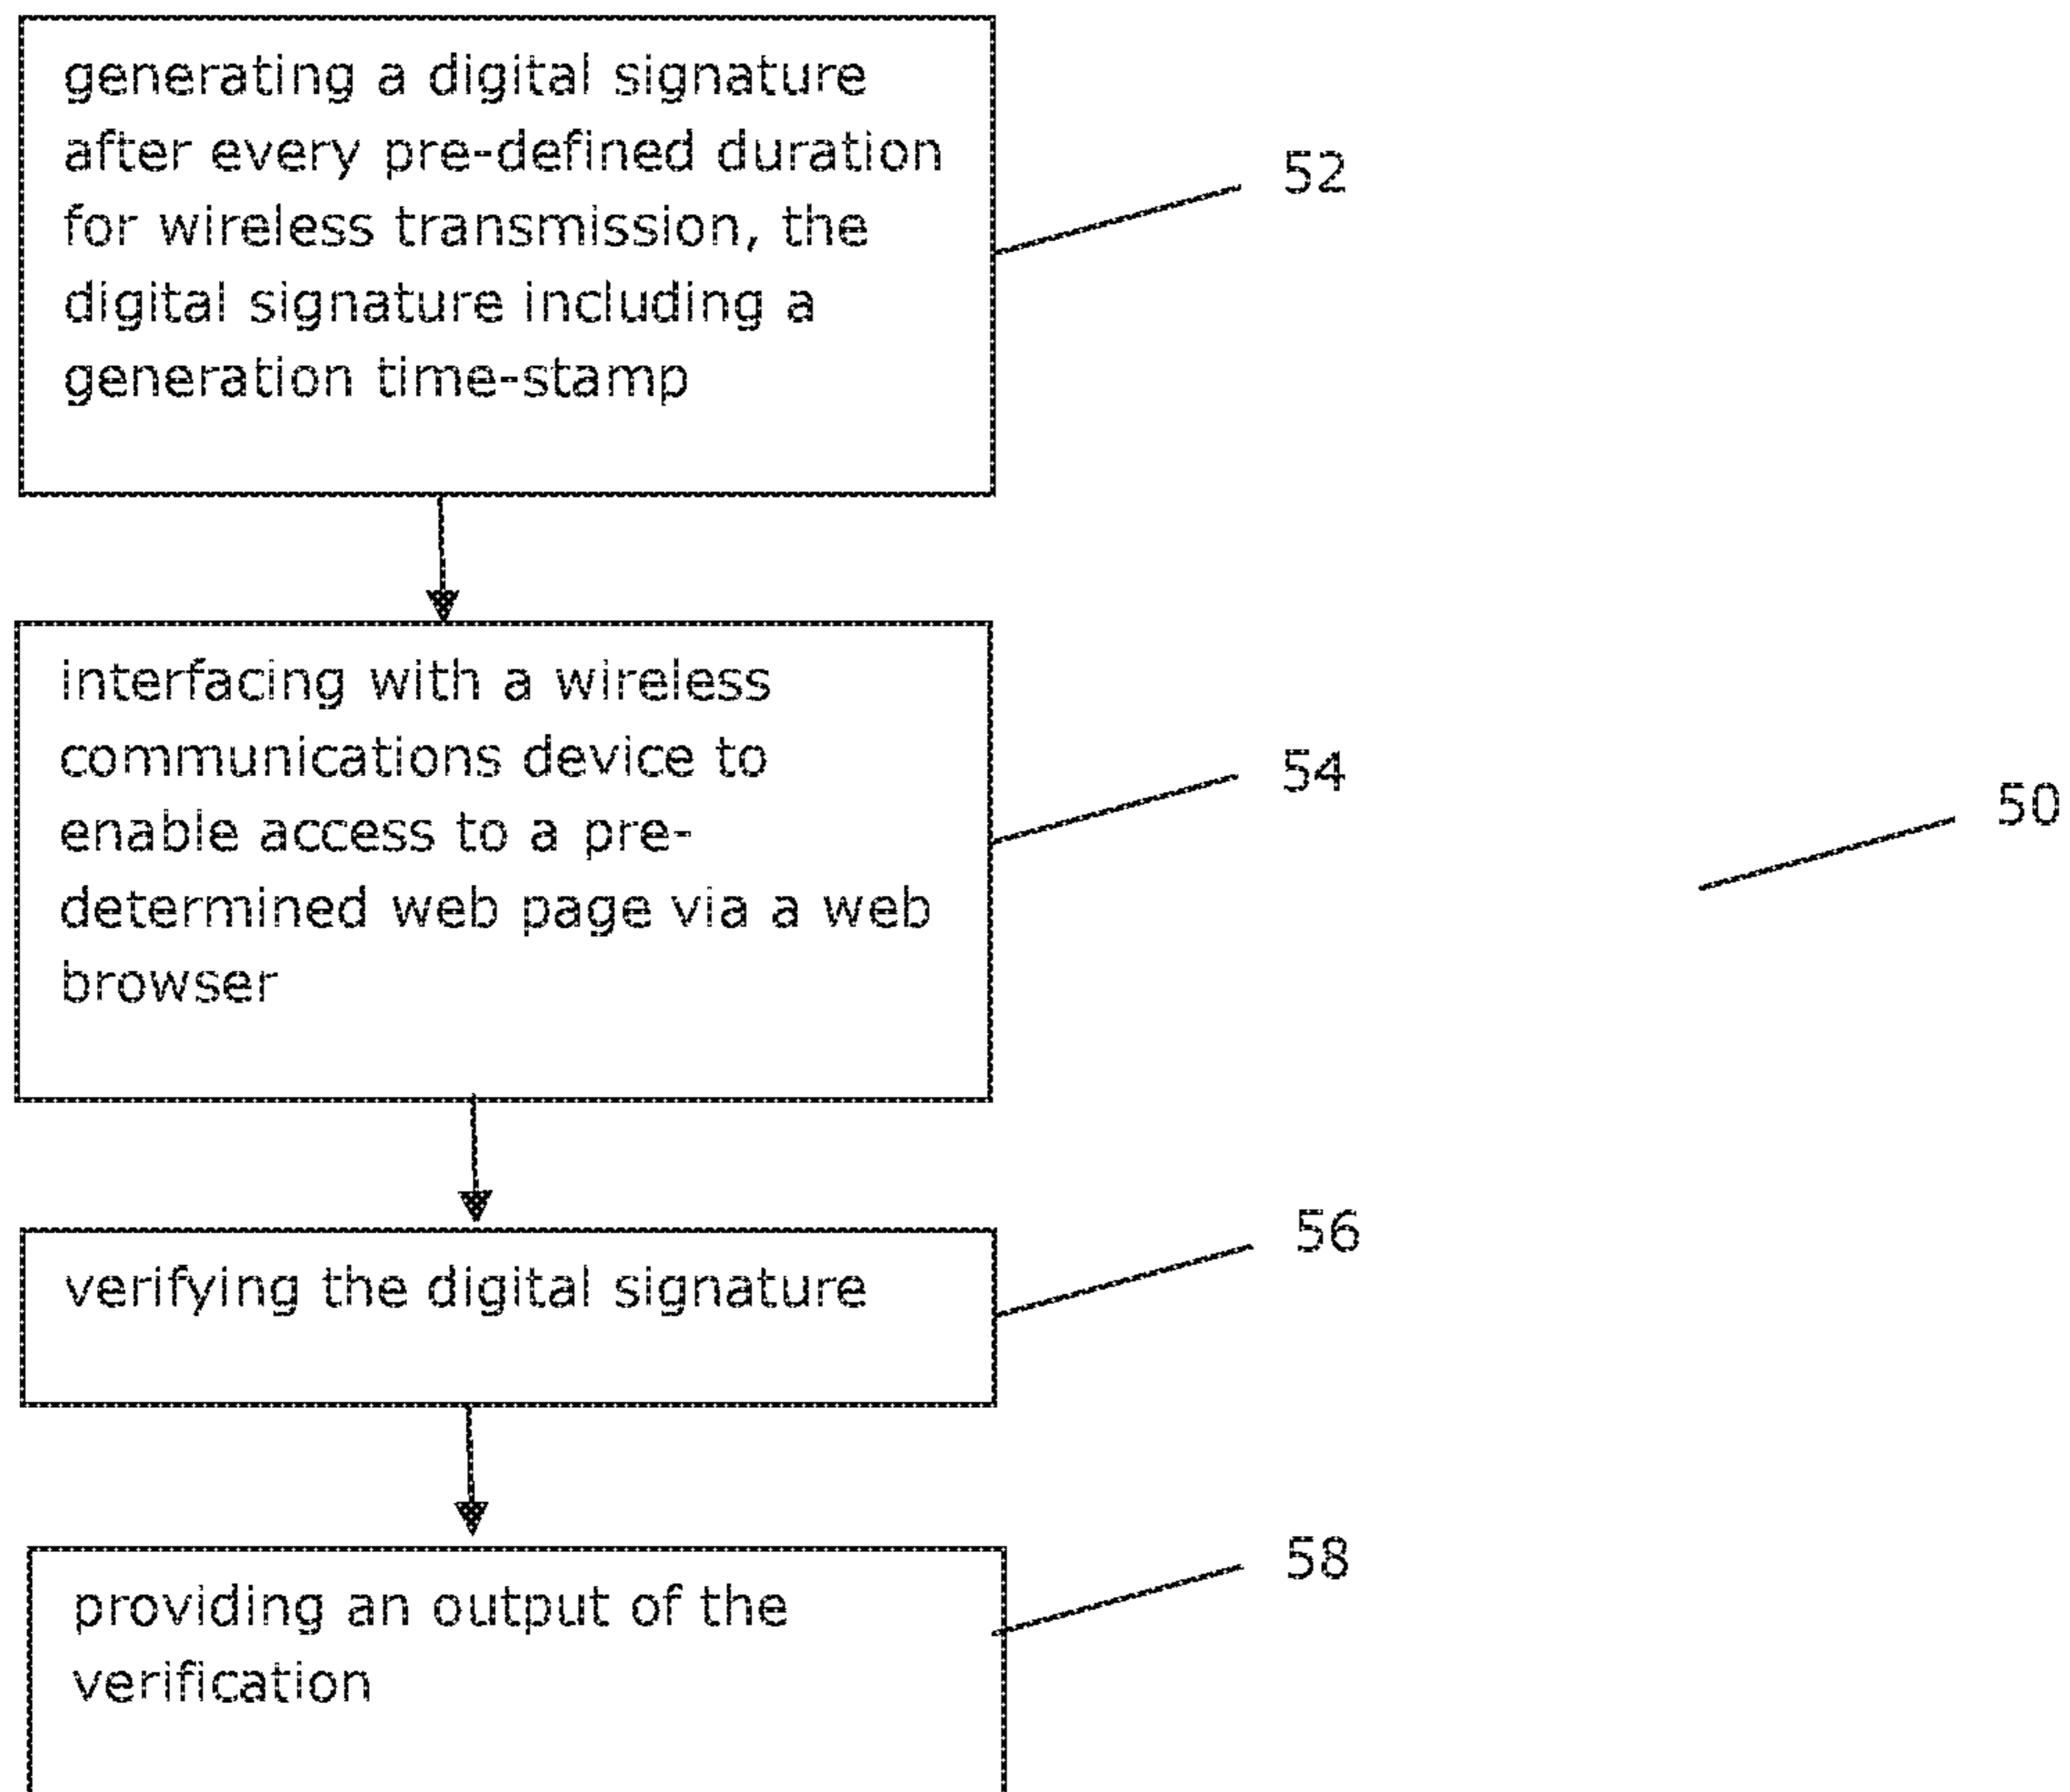 generating a digital signature
after every pre-defined duration
for wireless transmission, the
digital signature including a
generation time-stamp
52
interfacing with a wireless
communications device to
enable access to a pre-
determined web page via a web
browser
54
50
verifying the digital signature
56
providing an output of the
verification
58